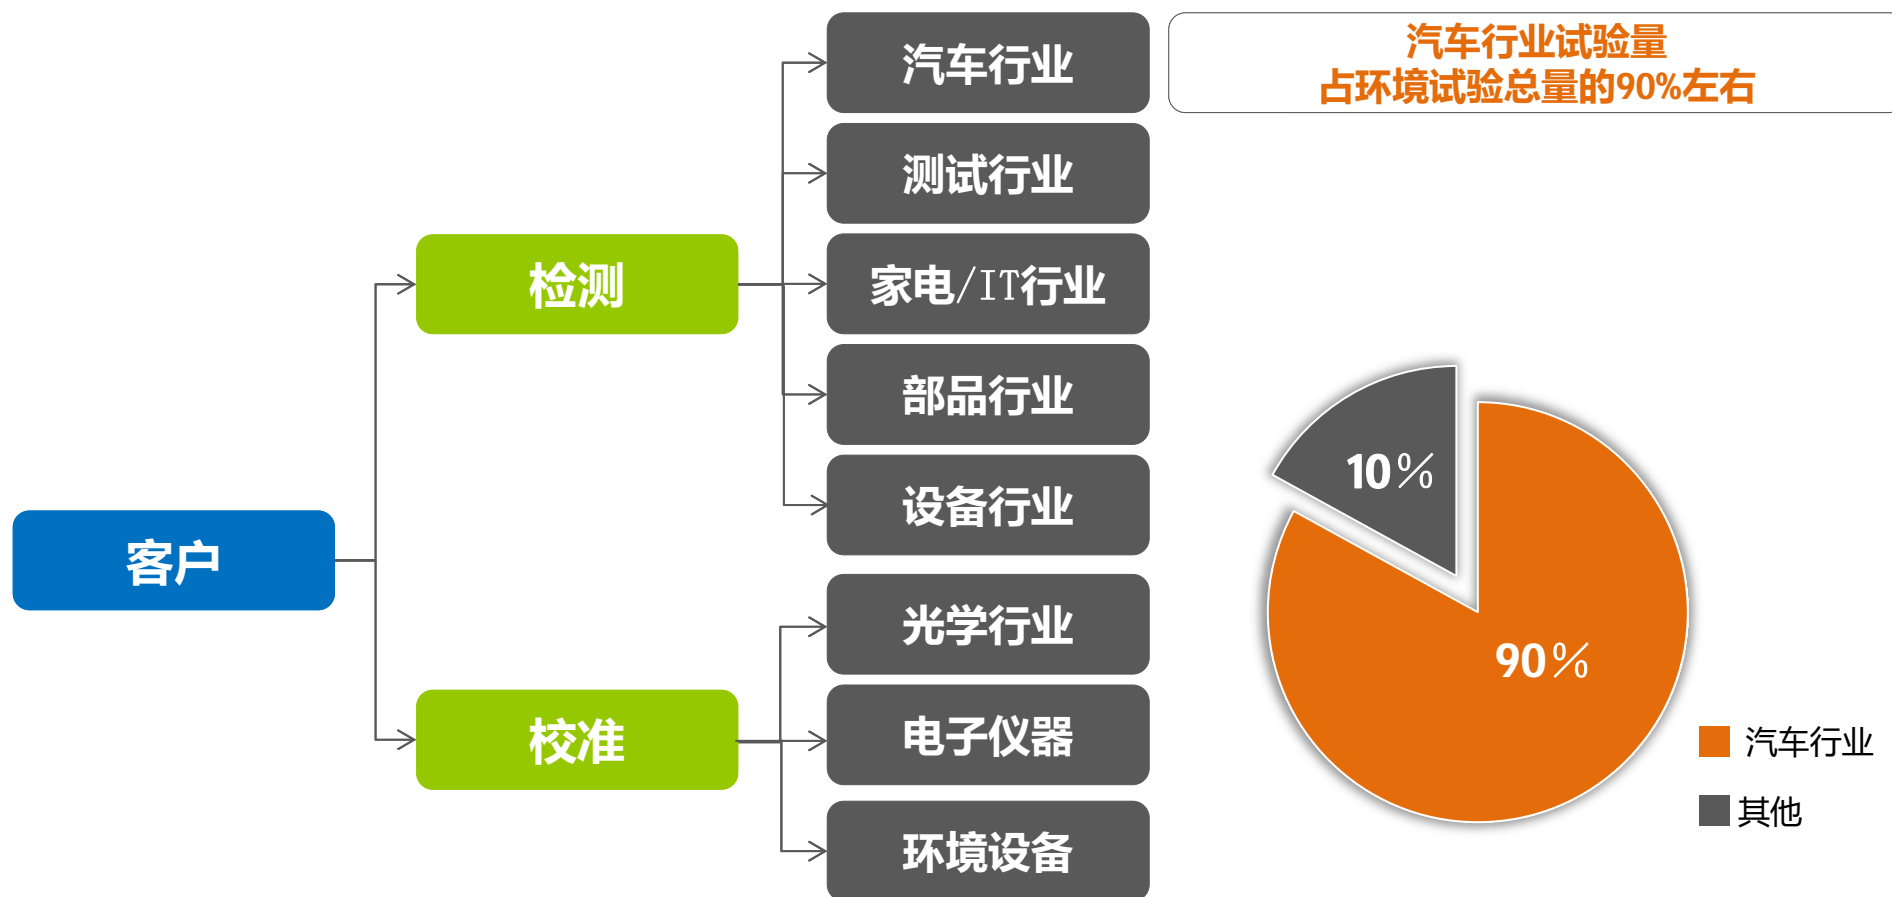 汽车行业
汽车行业试验量
占环境试验总量的90%左右
测试行业
检测
家电/IT行业
部品行业
10%
设备行业
客户
光学行业
90%
校准
电子仪器
汽车行业
其他
环境设备